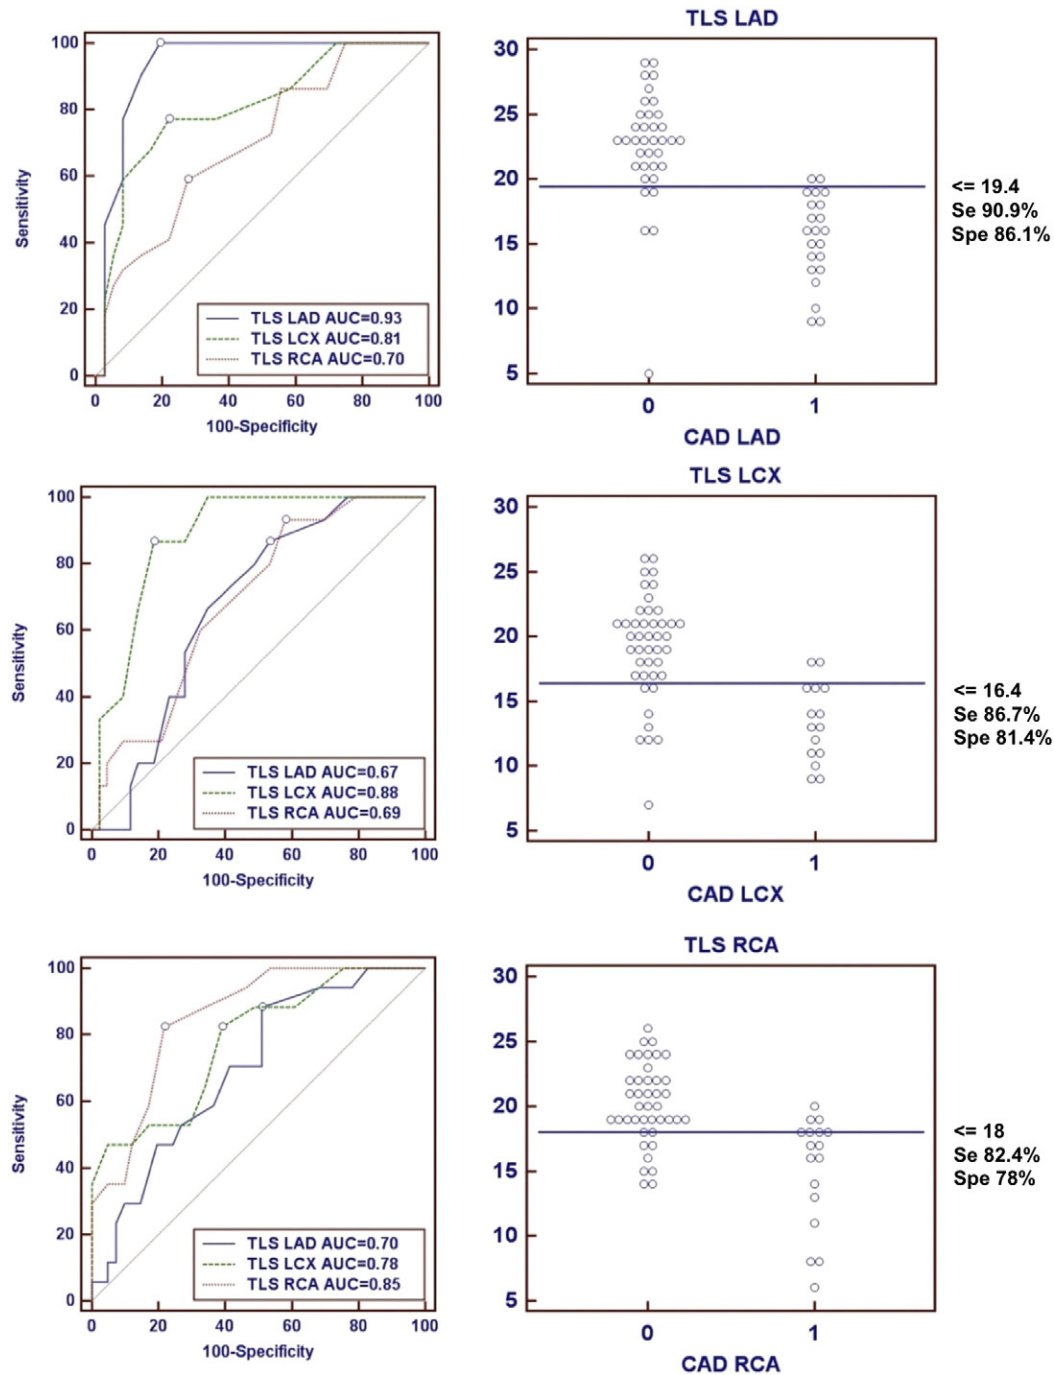 TLS LAD
100
80
60
40
20
0
Sensitivity
TLS LAD AUC=0.93
TLS LCX AUC=0.81
TLS RCA AUC=0.70
0 20 40 60 80 100
100-Specificity
30
25
20
15
10
5
0 1
CAD LAD
<= 19.4
Se 90.9%
Spe 86.1%
TLS LCX
100
80
60
40
20
0
Sensitivity
TLS LAD AUC=0.67
TLS LCX AUC=0.88
TLS RCA AUC=0.69
0 20 40 60 80 100
100-Specificity
30
25
20
15
10
5
0 1
CAD LCX
<= 16.4
Se 86.7%
Spe 81.4%
TLS RCA
100
80
60
40
20
0
Sensitivity
TLS LAD AUC=0.70
TLS LCX AUC=0.78
TLS RCA AUC=0.85
0 20 40 60 80 100
100-Specificity
30
25
20
15
10
5
0 1
CAD RCA
<= 18
Se 82.4%
Spe 78%